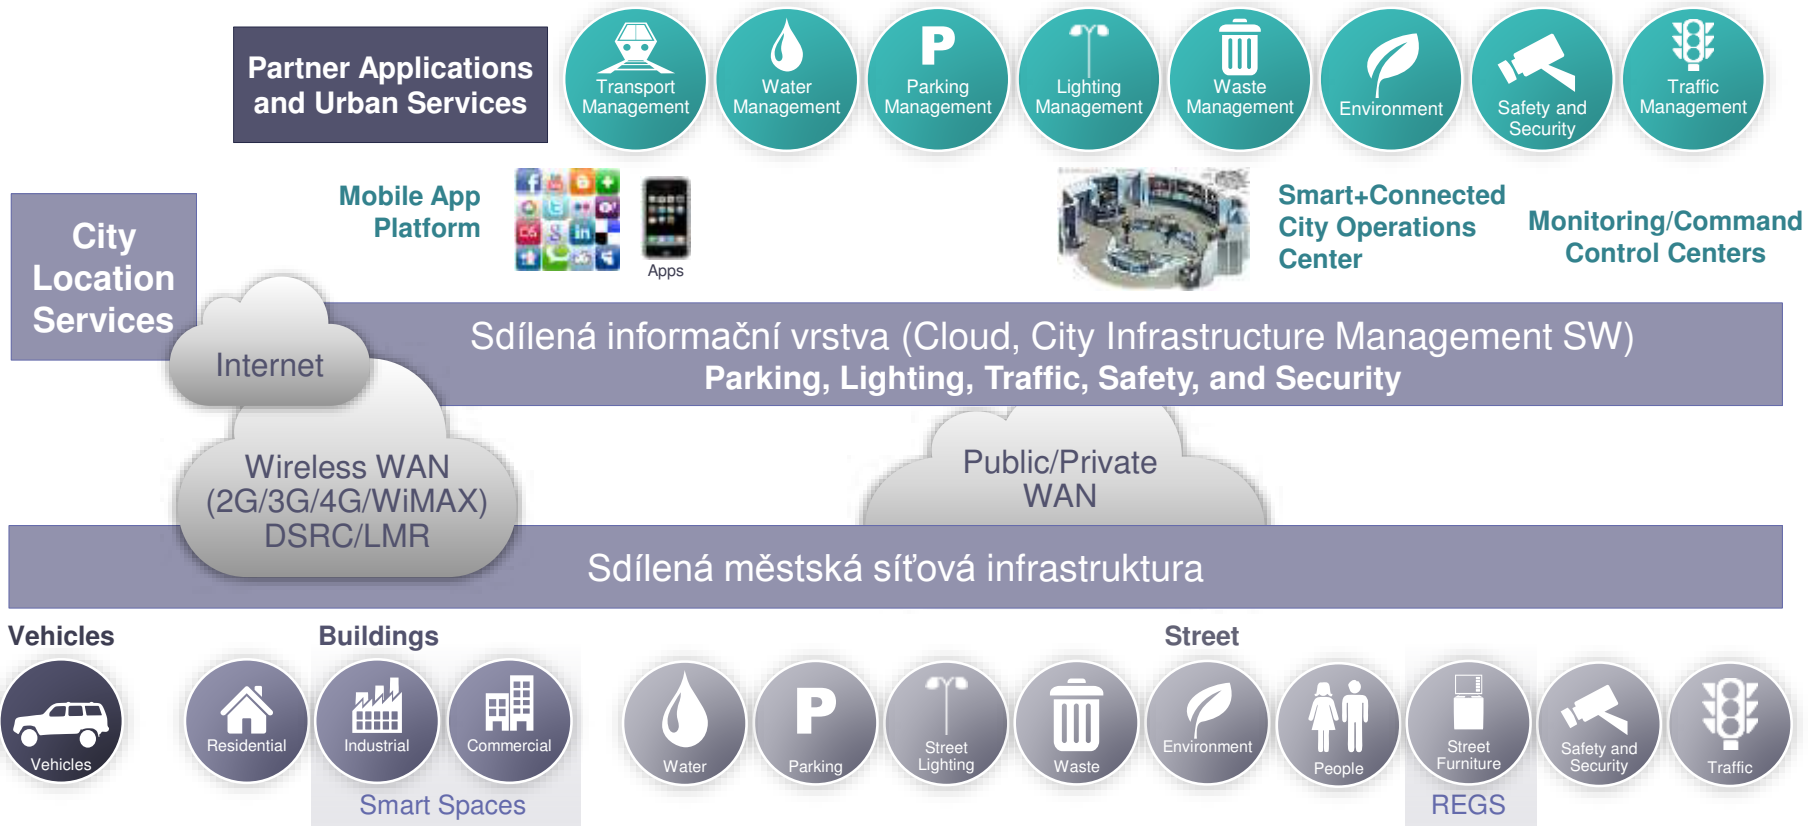 Partner Applications
and Urban Services
Transport
Management
Water
Management
P
Parking
Management
Lighting
Management
Waste
Management
Environment
Safety and
Security
Traffic
Management
City
Location
Services
Mobile App
Platform
Apps
Smart+Connected
City Operations
Center
Monitoring/Command
Control Centers
Internet
Sdílená informační vrstva (Cloud, City Infrastructure Management SW)
Parking, Lighting, Traffic, Safety, and Security
Wireless WAN
(2G/3G/4G/WiMAX)
DSRC/LMR
Public/Private
WAN
Sdílená městská síťová infrastruktura
Vehicles
Buildings
Street
Vehicles
Residential
Industrial
Commercial
Water
P
Parking
Street
Lighting
Waste
Environment
People
Street
Furniture
Safety and
Security
Traffic
Smart Spaces
REGS